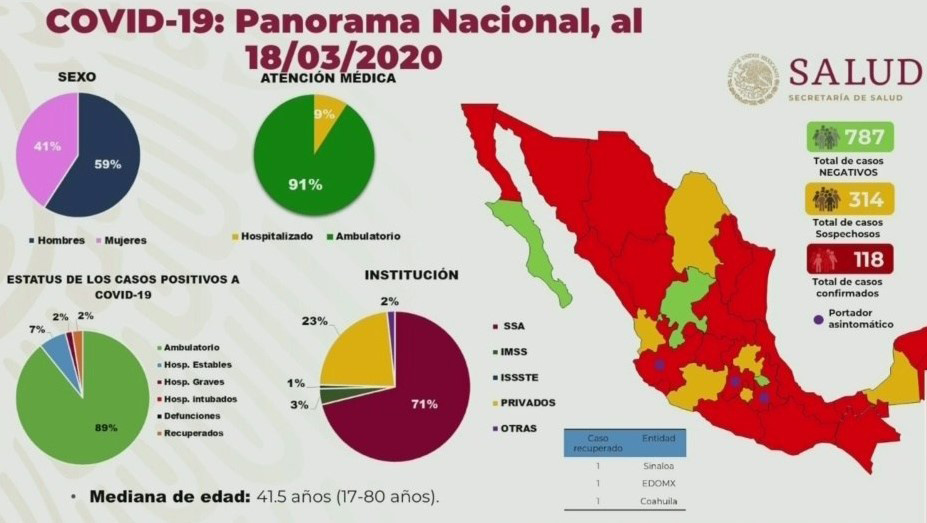 COVID-19: Panorama Nacional, al
18/03/2020
SALUD
SECRETARÍA DE SALUD
SEXO
41%
59%
Hombres
Mujeres
ATENCIÓN MÉDICA
9%
91%
Hospitalizado
Ambulatorio
787
Total de casos
NEGATIVOS
314
Total de casos
Sospechosos
118
Total de casos
confirmados
Portador
asintomático
ESTATUS DE LOS CASOS POSITIVOS A
COVID-19
7%
2%
2%
89%
Ambulatorio
Hosp. Estables
Hosp. Graves
Hosp. intubados
Defunciones
Recuperados
INSTITUCIÓN
2%
23%
1%
3%
71%
SSA
IMSS
ISSSTE
PRIVADOS
OTRAS
Caso
recuperado
Entidad
1 Sinaloa
1 EDOMX
1 Coahuila
• Mediana de edad: 41.5 años (17-80 años).